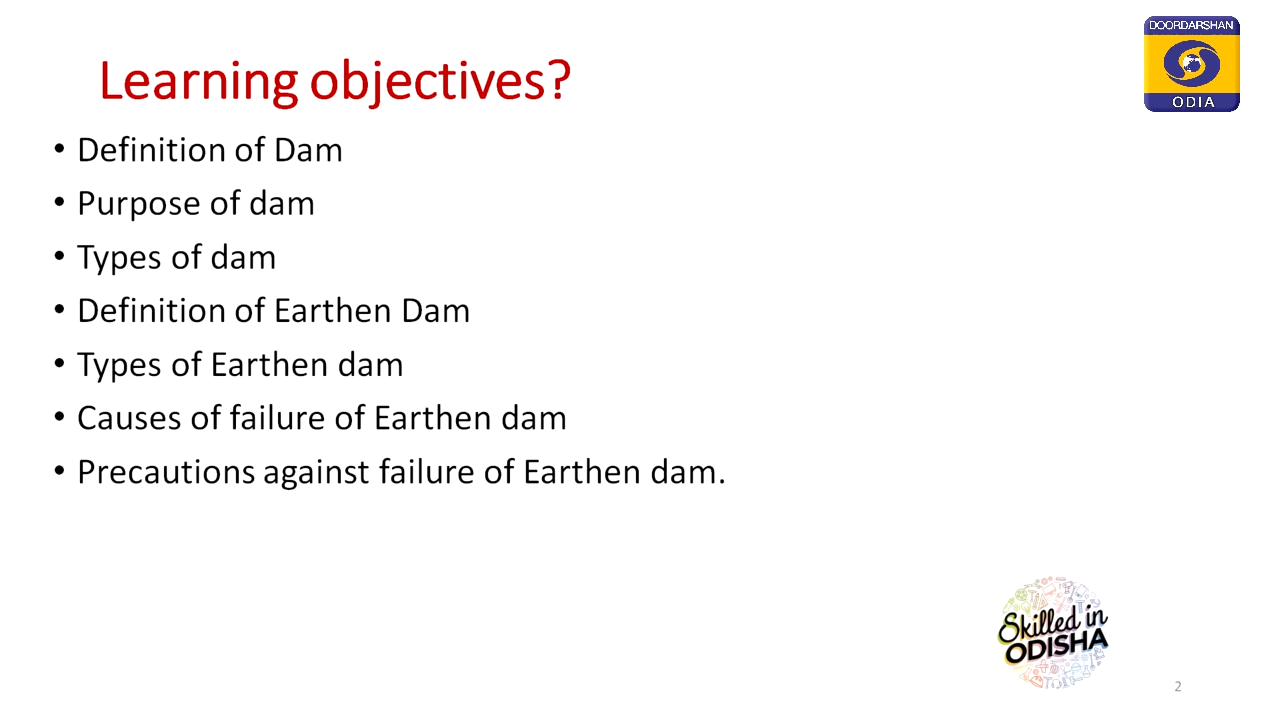 DOORDARSHAN
ODIA
Learning objectives?
• Definition of Dam
• Purpose of dam
• Types of dam
• Definition of Earthen Dam
• Types of Earthen dam
• Causes of failure of Earthen dam
• Precautions against failure of Earthen dam.
Skilled in
ODISHA
2